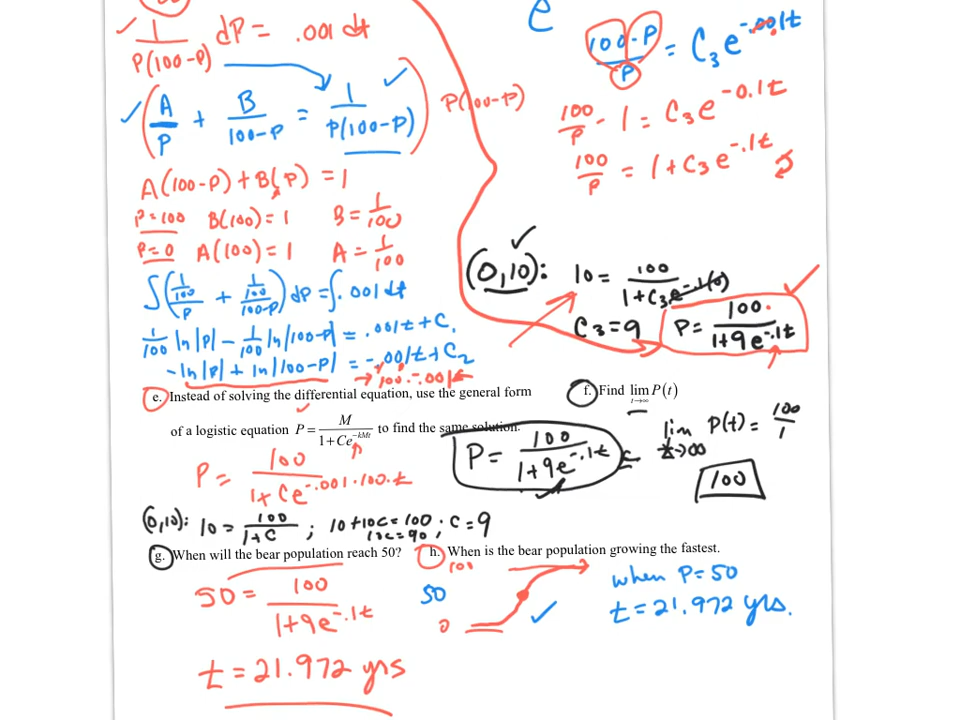 1/(P(100-P)) dP = .001 dt
(A/P + B/(100-P) = 1/(P(100-P))) P(100-P)
A(100-P) + B(P) = 1
P=100 B(100) = 1 B = 1/100
P=0 A(100) = 1 A = 1/100
∫((1/100)/P + (1/100)/(100-P)) dP = ∫.001 dt
1/100 ln|P| - 1/100 ln|100-P| = .001t + C,
-ln|P| + ln|100-P| = -.001t + C₂
→ 100·-.001 ←
e
(100-P)/P = C₃e^-.001t
100/P - 1 = C₃e^-0.1t
100/P = 1 + C₃e^-.1t
(0,10): 10 = 100/(1+C₃e^-.1(0))
C₃ = 9 P = 100/(1+9e^-.1t)
e. Instead of solving the differential equation, use the general form
of a logistic equation P = M/(1+Ce^-kMt) to find the same solution.
P = 100/(1+Ce^-.001·100·t)
P = 100/(1+9e^-.1t)
(0,10): 10 = 100/(1+C) ; 10+10C=100 . C=9
10C=90;
f. Find lim t→∞ P(t)
lim t→∞ P(t) = 100/1
100
g. When will the bear population reach 50?
50 = 100/(1+9e^-.1t)
t = 21.972 yrs
h. When is the bear population growing the fastest.
100
50
0
when P=50
t = 21.972 yrs.